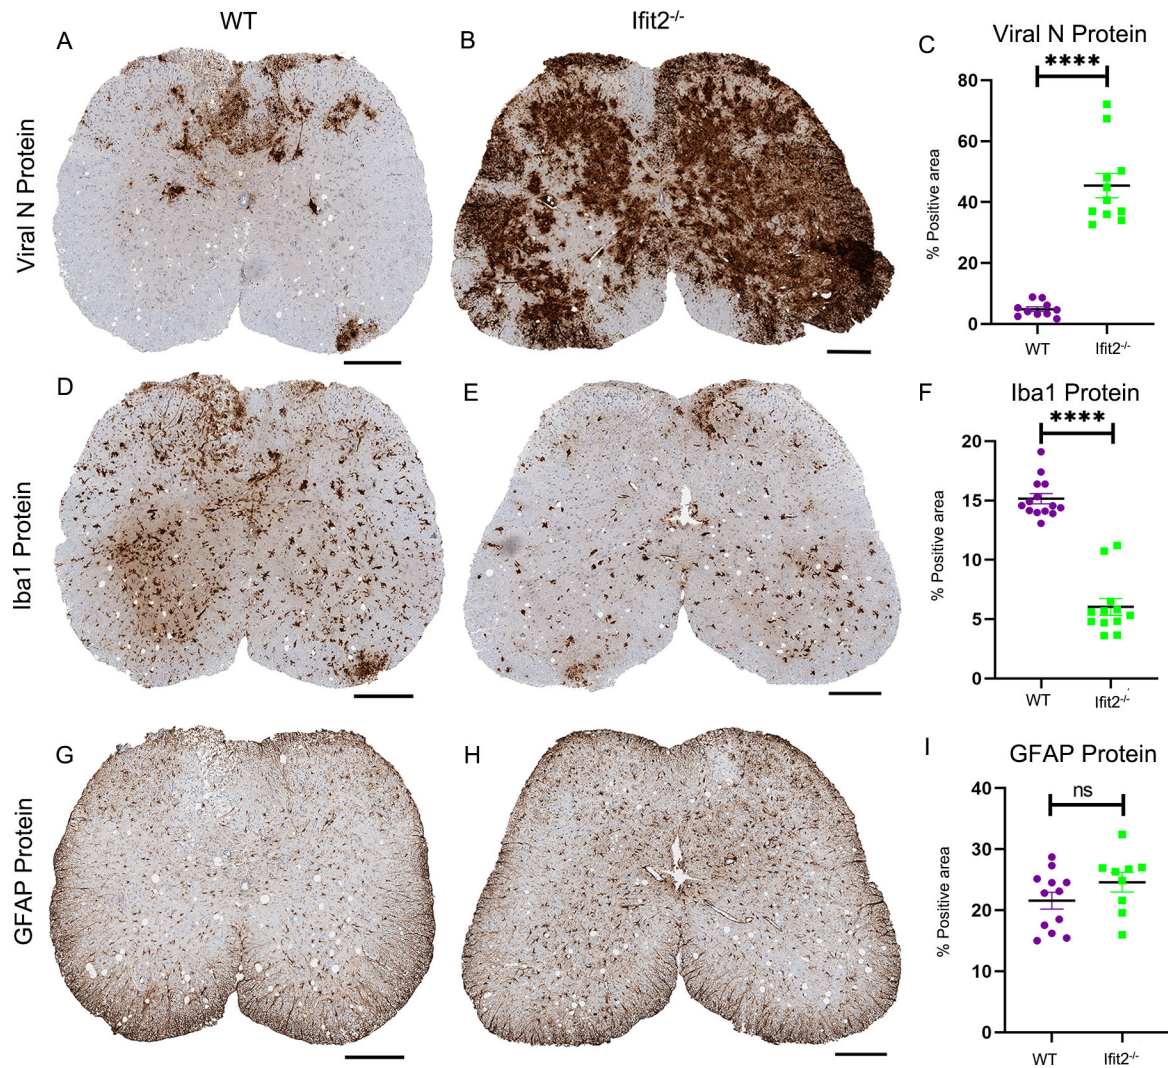 WT
Ifit2-/-
A
B
C
Viral N Protein
Viral N Protein
****
% Positive area
80
60
40
20
0
WT
Ifit2-/-
D
E
F
Iba1 Protein
Iba1 Protein
****
% Positive area
20
15
10
5
0
WT
Ifit2-/-
G
H
I
GFAP Protein
GFAP Protein
ns
% Positive area
40
30
20
10
0
WT
Ifit2-/-